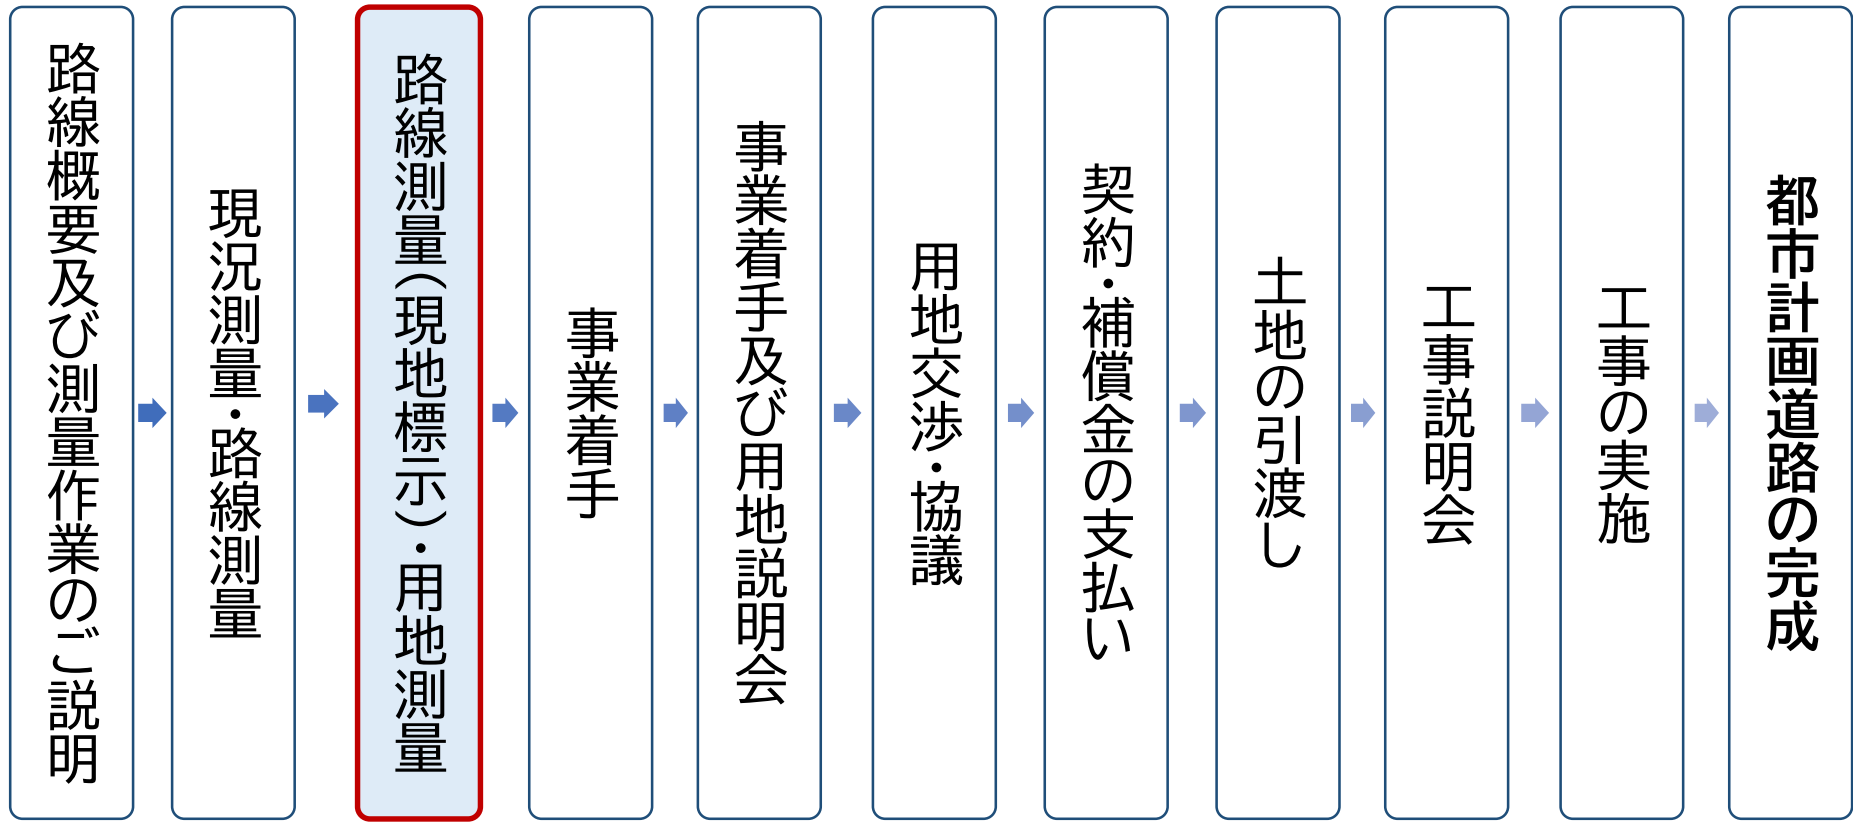 路線概要及び測量作業のご説明
現況測量・路線測量
路線測量（現地標示）・用地測量
事業着手
事業着手及び用地説明会
用地交渉・協議
契約・補償金の支払い
土地の引渡し
工事説明会
工事の実施
都市計画道路の完成